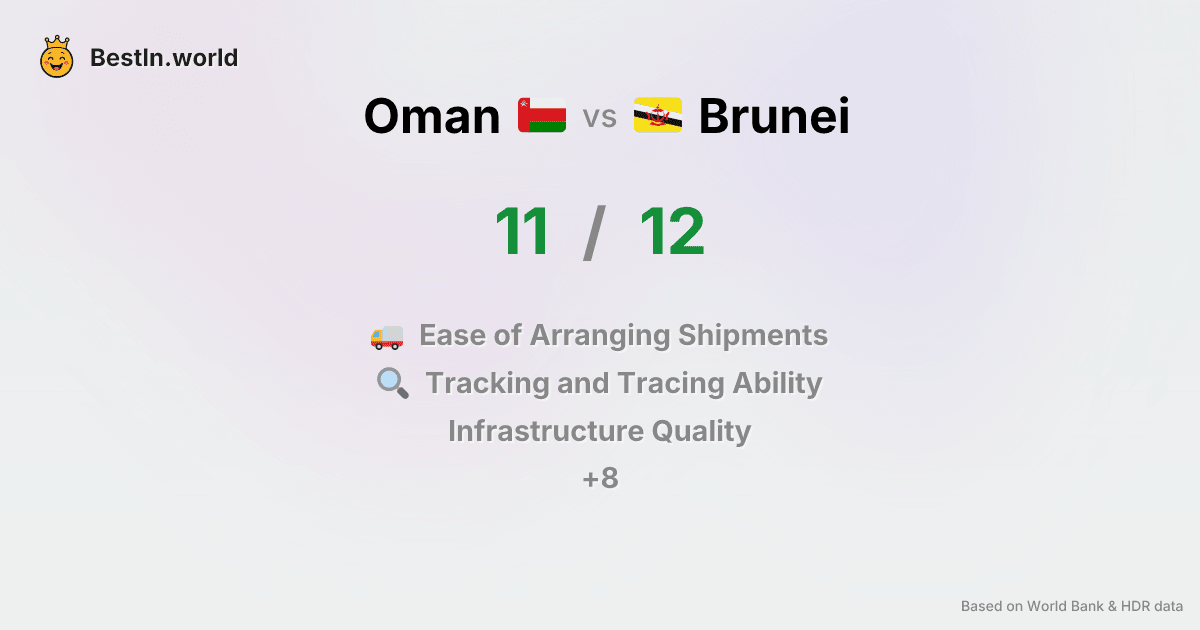 BestIn.world
Oman vs Brunei
11 / 12
Ease of Arranging Shipments
Tracking and Tracing Ability
Infrastructure Quality
+8
Based on World Bank & HDR data